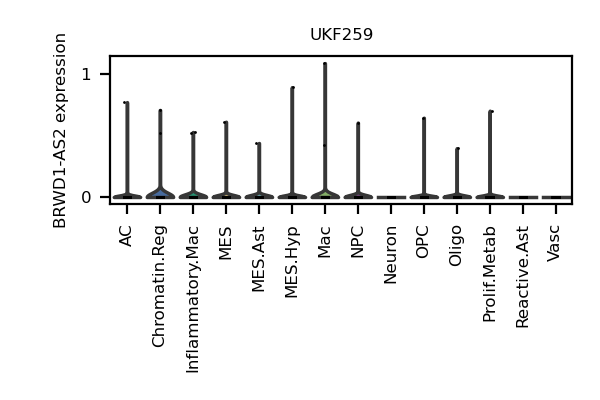 UKF259
BRWD1-AS2 expression
1
0
AC
Chromatin.Reg
Inflammatory.Mac
MES
MES.Ast
MES.Hyp
Mac
NPC
Neuron
OPC
Oligo
Prolif.Metab
Reactive.Ast
Vasc